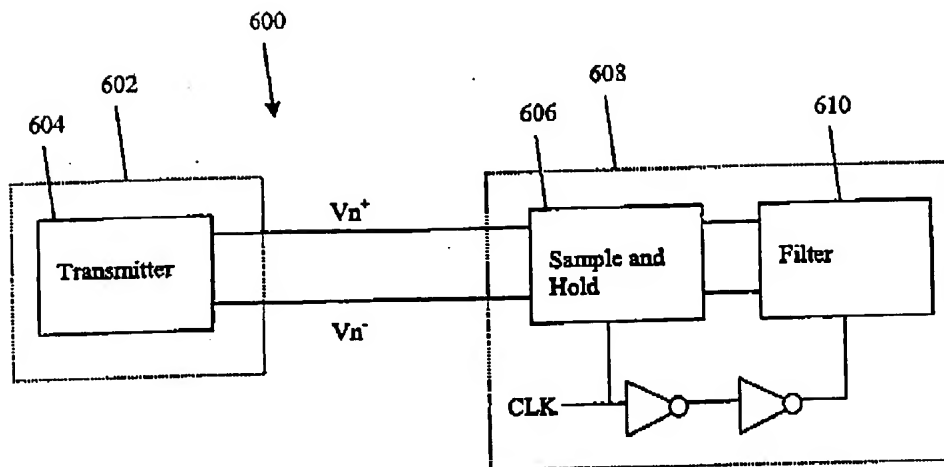 600
602
608
604
606
610
Vn⁺
Transmitter
Sample and
Hold
Filter
Vn⁻
CLK